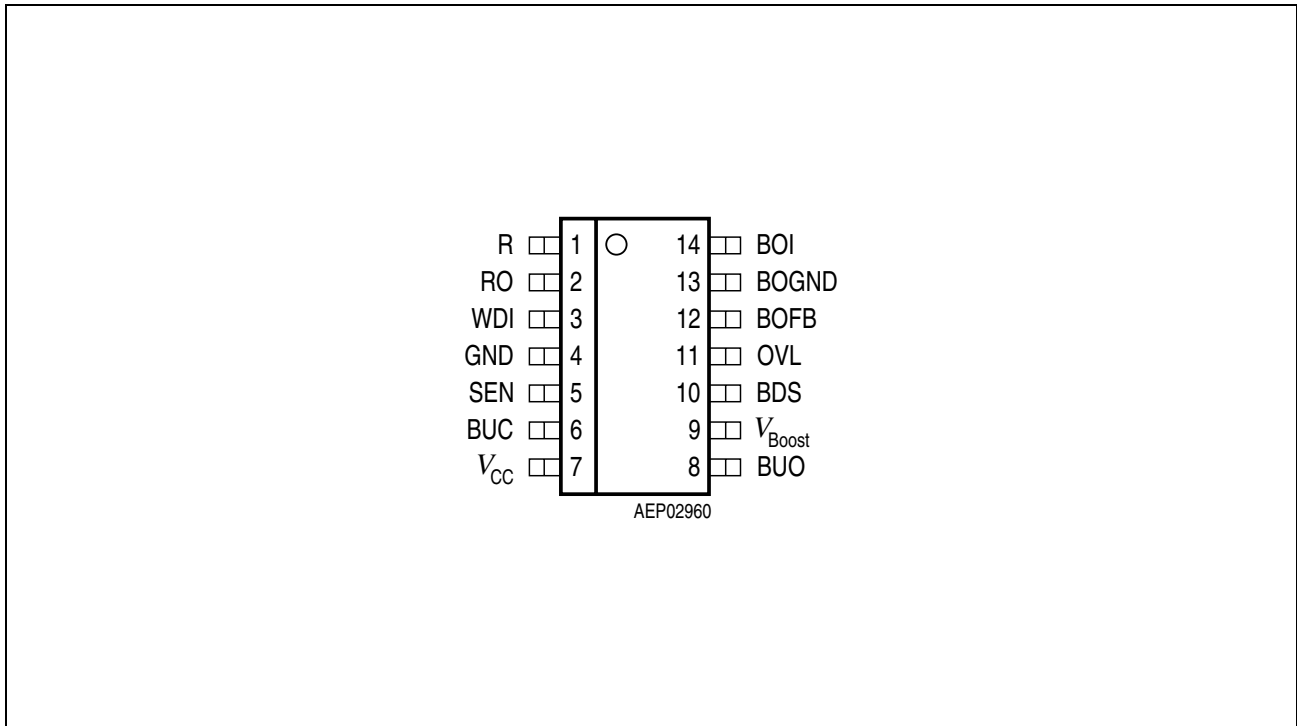 R 1 14 BOI
RO 2 13 BOGND
WDI 3 12 BOFB
GND 4 11 OVL
SEN 5 10 BDS
BUC 6 9 VBoost
VCC 7 8 BUO
AEP02960